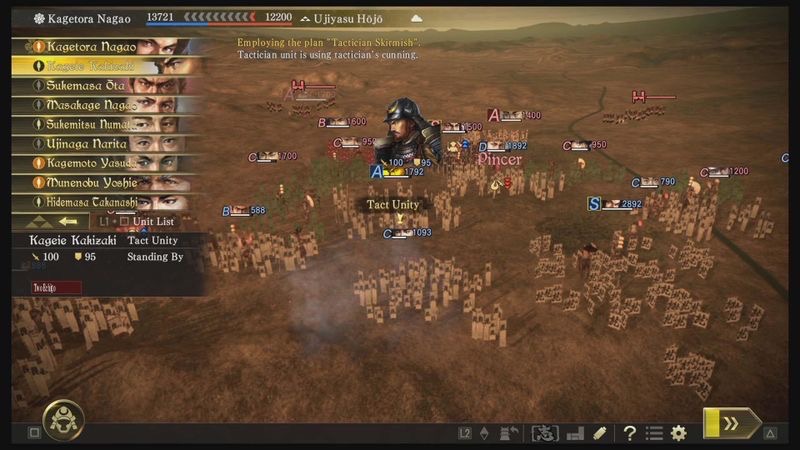 Kagetora Nagao 13721 12200 Ujiyasu Hōjō
Employing the plan "Tactician Skirmish".
Tactician unit is using tactician's cunning.
Kagetora Nagao
Kageie Kakizaki
Sukemasa Ōta
Masakage Nagao
Sukemitsu Numata
Ujinaga Narita
Kagemoto Yasuda
Munenobu Yoshie
Hidemasa Takanashi
L1 + □ Unit List
Kageie Kakizaki Tact Unity
100 95 Standing By
B 1600
C 950
C 1700
A 1400
D 1892
C 950
Pincer
100 95
A 1792
C 1200
C 790
B 588
S 2892
Tact Unity
C 1093
L2
志
?